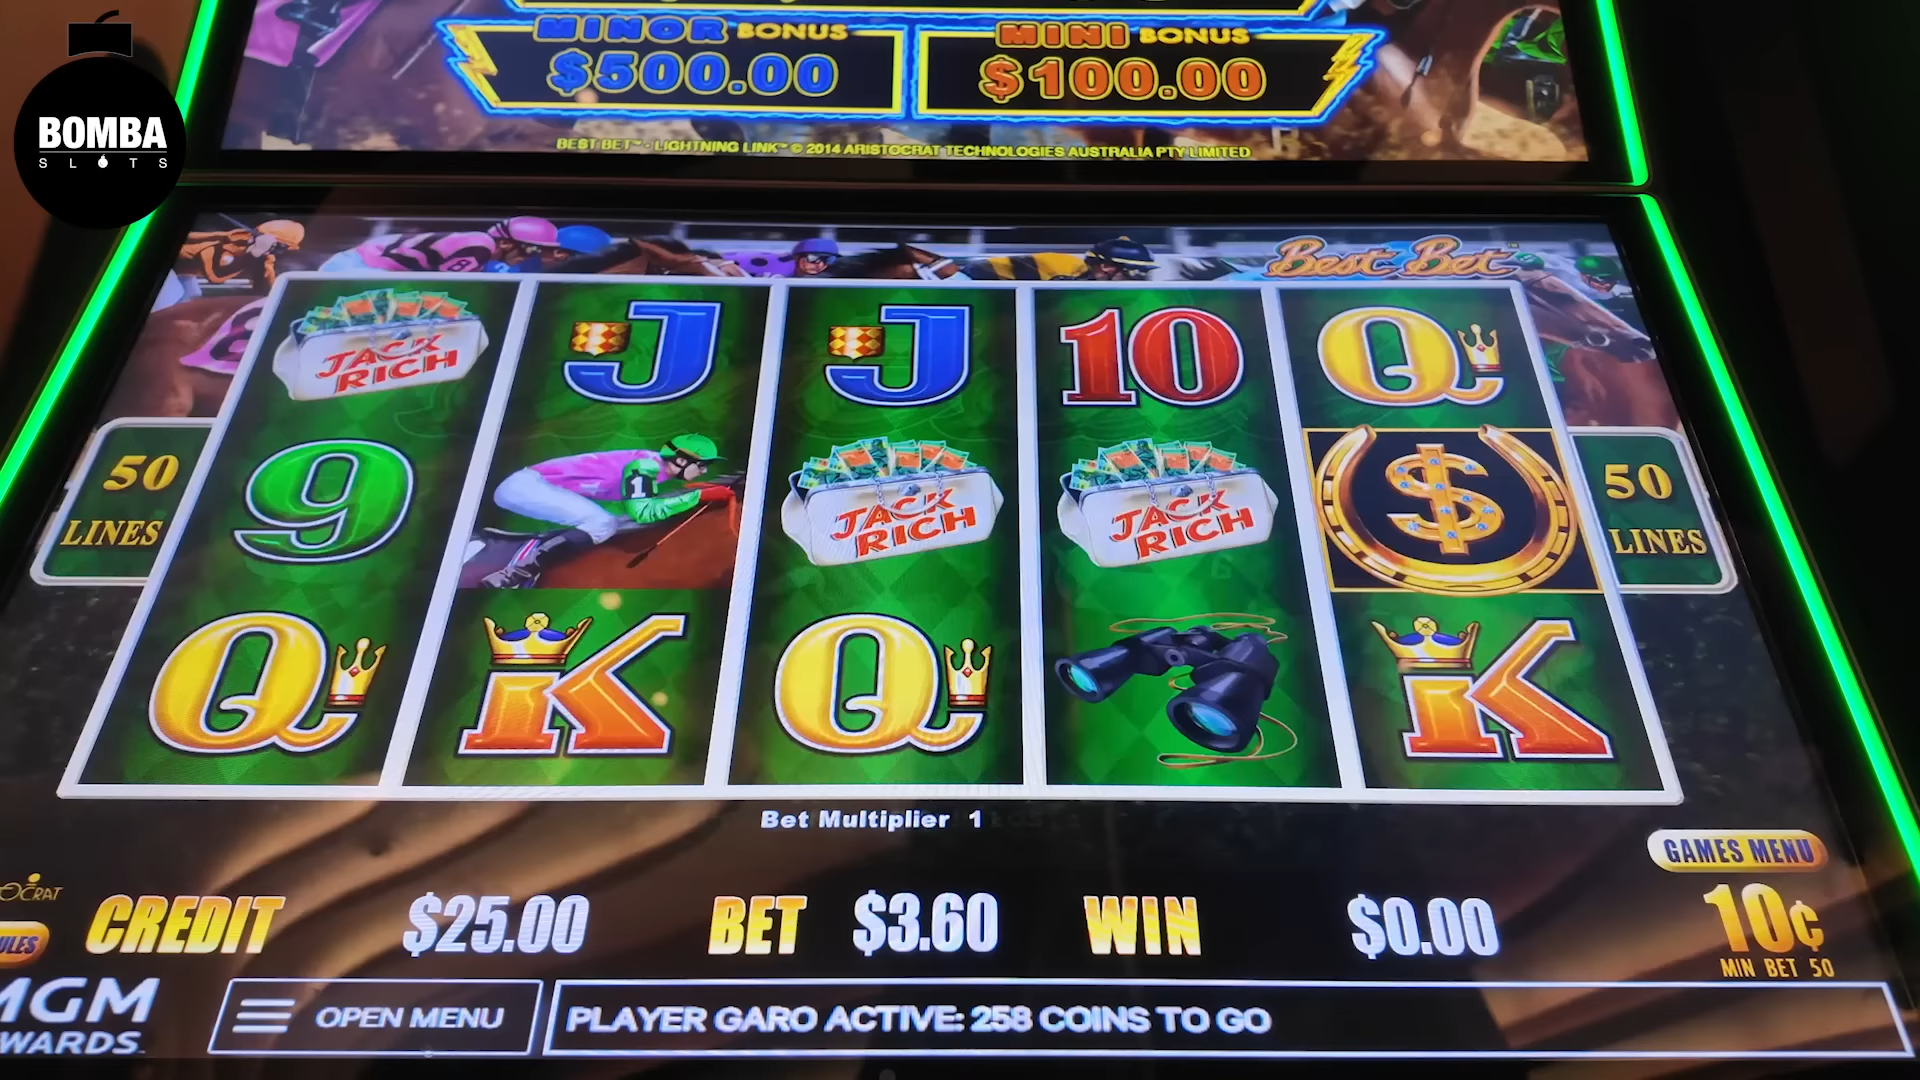 MINOR BONUS
$500.00
MINI BONUS
$100.00
BEST BET™ - LIGHTNING LINK™ © 2014 ARISTOCRAT TECHNOLOGIES AUSTRALIA PTY LIMITED
BOMBA
SLOTS
Best Bet™
JACK RICH
J
J
10
Q
50 LINES
9
1
JACK RICH
JACK RICH
$
50 LINES
Q
K
Q
K
Bet Multiplier 1
GAMES MENU
CREDIT $25.00 BET $3.60 WIN $0.00
10¢
MIN BET 50
MGM
OPEN MENU
PLAYER GARO ACTIVE: 258 COINS TO GO